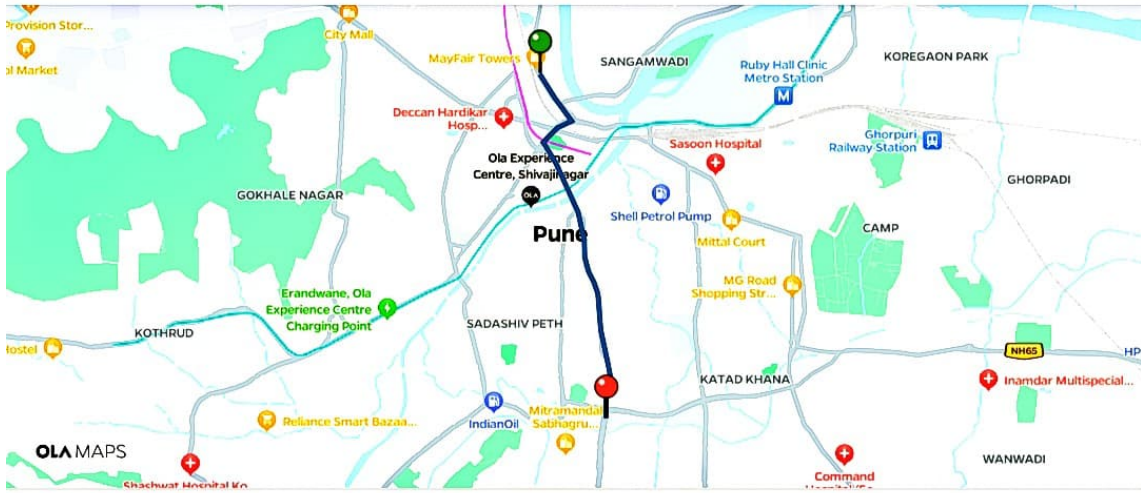 Provision Stor...
City Mall
ol Market
MayFair Towers
SANGAMWADI
Ruby Hall Clinic
Metro Station
KOREGAON PARK
M
Deccan Hardikar
Hosp...
Sasoon Hospital
Ghorpuri
Railway Station
Ola Experience
Centre, Shivajinagar
GOKHALE NAGAR
OLA
GHORPADI
Shell Petrol Pump
Mittal Court
CAMP
Pune
MG Road
Shopping Str...
Erandwane, Ola
Experience Centre
Charging Point
SADASHIV PETH
KOTHRUD
Hostel
NH65
HP
KATAD KHANA
Inamdar Multispecial...
IndianOil
Mitramandal
Sabhagru...
Reliance Smart Bazaa...
OLA MAPS
WANWADI
Shashwat Hospital Ko
Command